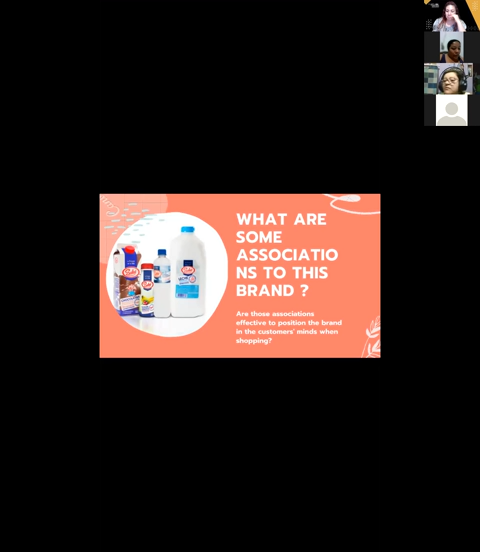 WHAT ARE
SOME
ASSOCIATIO
NS TO THIS
BRAND ?
Are those associations
effective to position the brand
in the customers' minds when
shopping?